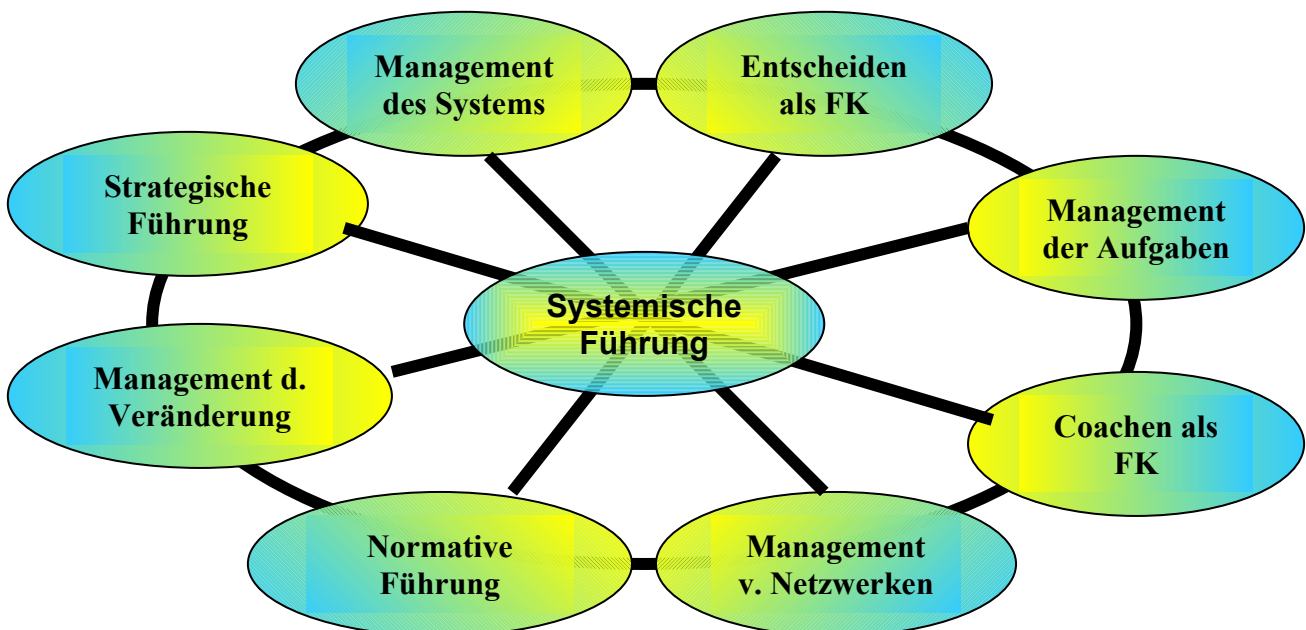 Management
des Systems
Entscheiden
als FK
Strategische
Führung
Management
der Aufgaben
Systemische
Führung
Management d.
Veränderung
Coachen als
FK
Normative
Führung
Management
v. Netzwerken